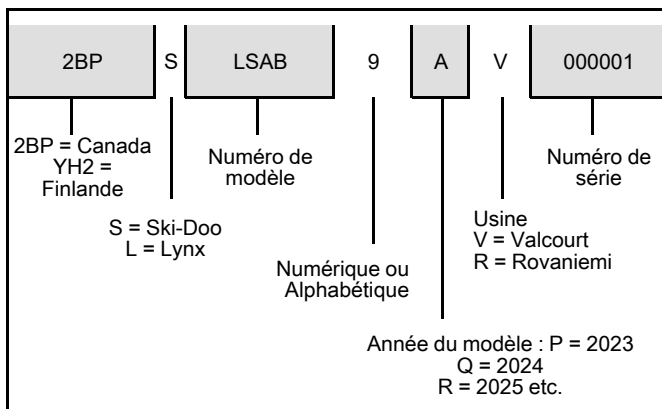 2BP S LSAB 9 A V 000001
2BP = Canada
YH2 =
Finlande
Numéro de
modèle
Numéro de
série
S = Ski-Doo
L = Lynx
Usine
V = Valcourt
R = Rovaniemi
Numérique ou
Alphabétique
Année du modèle : P = 2023
Q = 2024
R = 2025 etc.